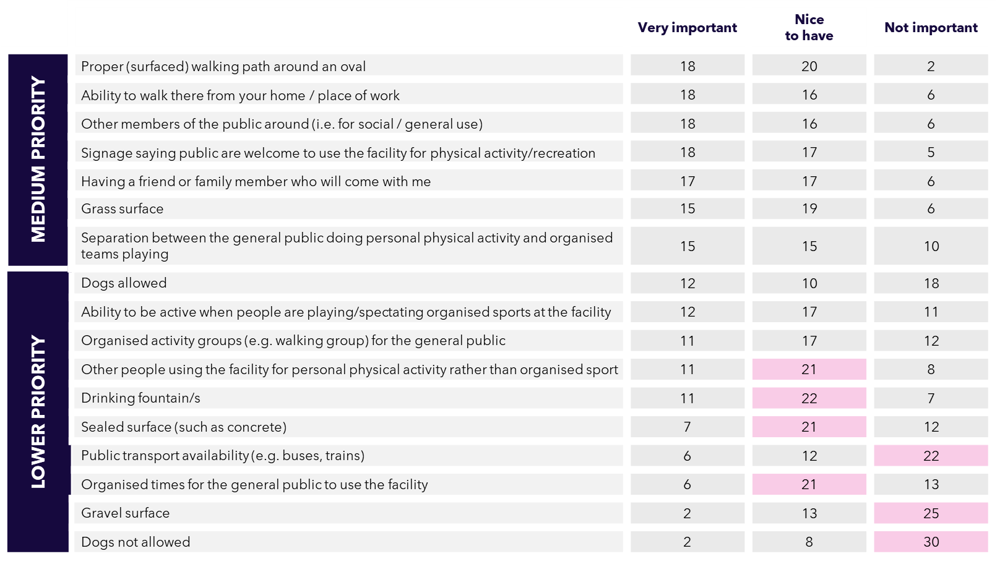 Very important Nice to have Not important
MEDIUM PRIORITY
Proper (surfaced) walking path around an oval 18 20 2
Ability to walk there from your home / place of work 18 16 6
Other members of the public around (i.e. for social / general use) 18 16 6
Signage saying public are welcome to use the facility for physical activity/recreation 18 17 5
Having a friend or family member who will come with me 17 17 6
Grass surface 15 19 6
Separation between the general public doing personal physical activity and organised
teams playing 15 15 10
LOWER PRIORITY
Dogs allowed 12 10 18
Ability to be active when people are playing/spectating organised sports at the facility 12 17 11
Organised activity groups (e.g. walking group) for the general public 11 17 12
Other people using the facility for personal physical activity rather than organised sport 11 21 8
Drinking fountain/s 11 22 7
Sealed surface (such as concrete) 7 21 12
Public transport availability (e.g. buses, trains) 6 12 22
Organised times for the general public to use the facility 6 21 13
Gravel surface 2 13 25
Dogs not allowed 2 8 30